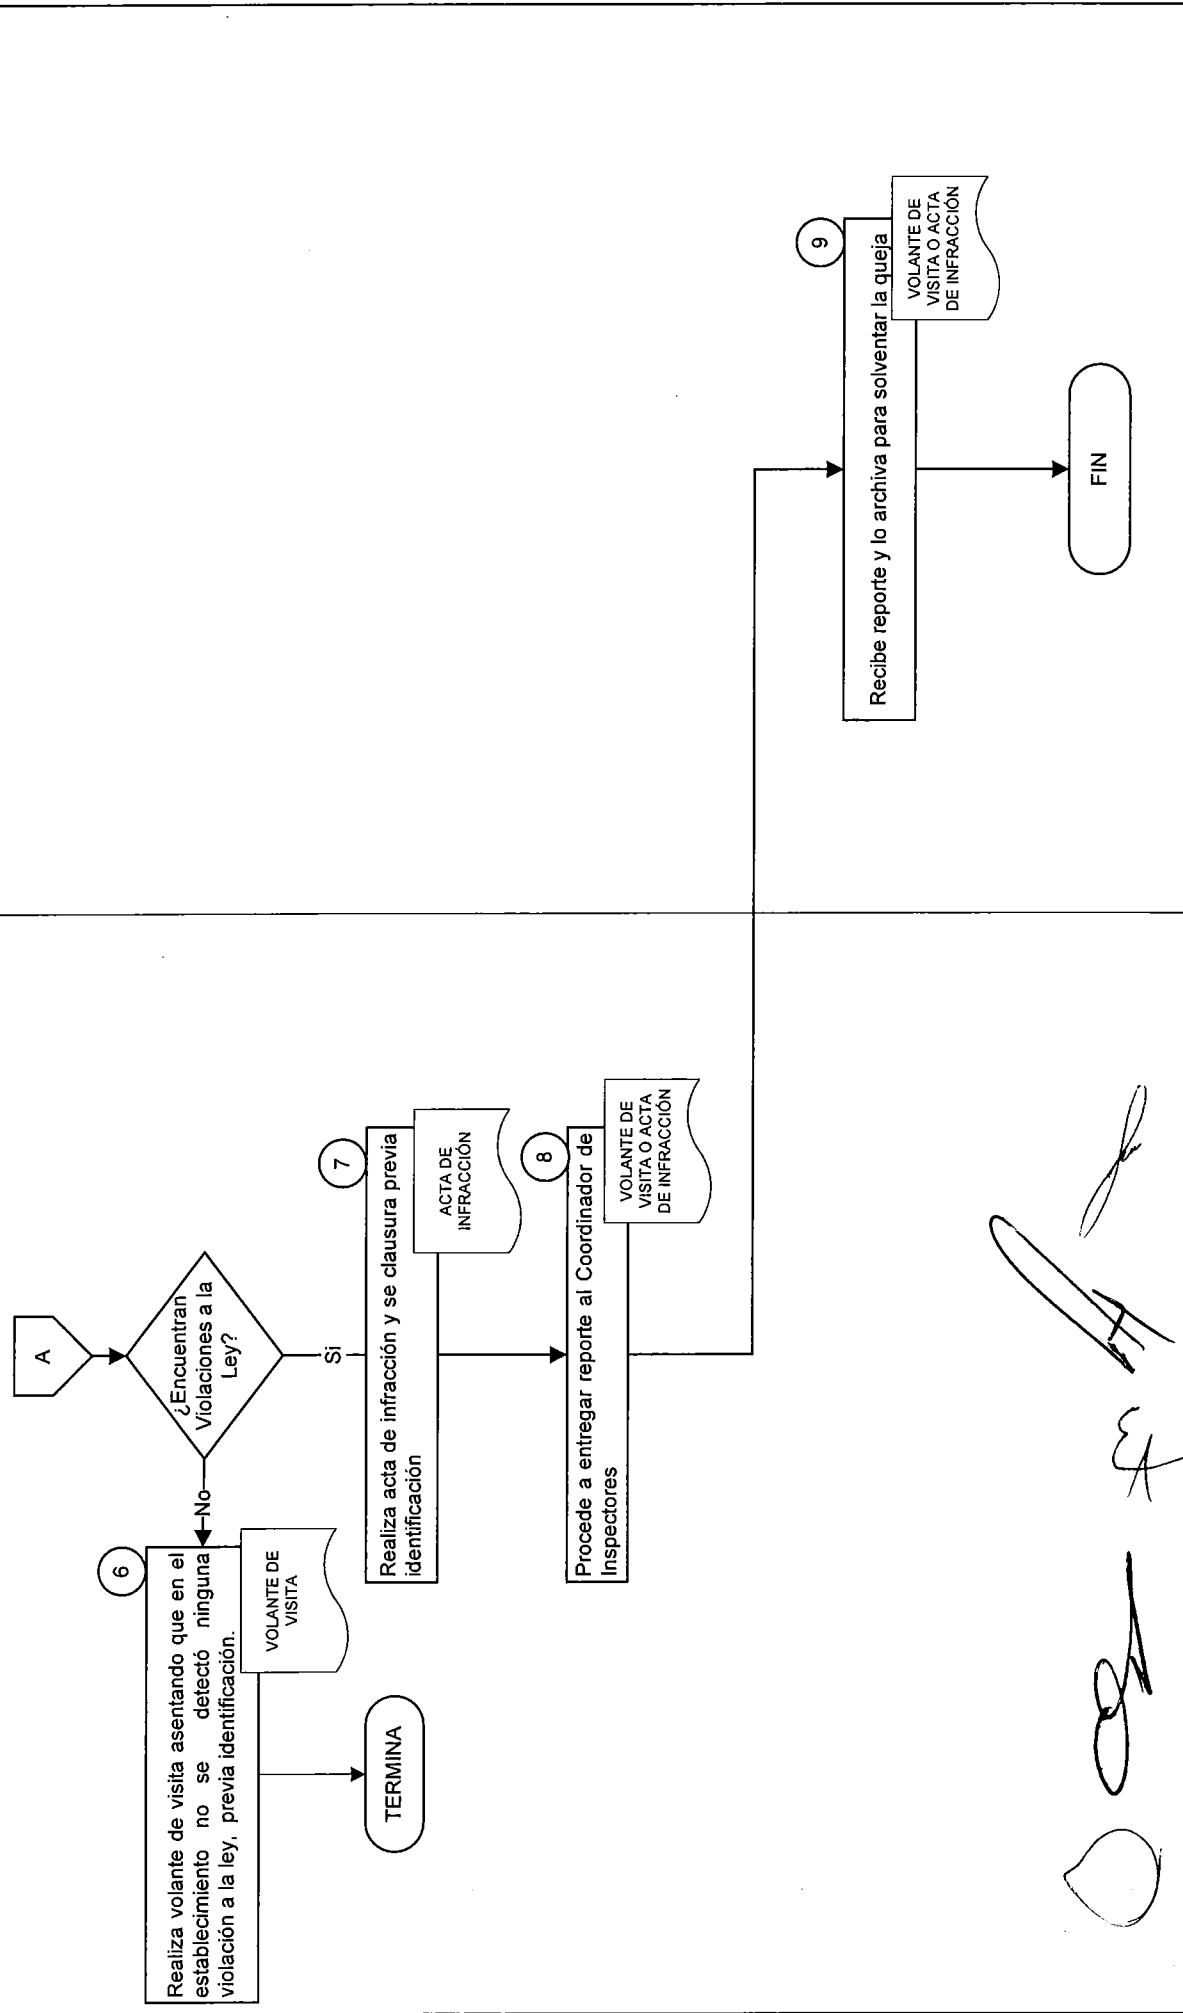 A
¿Encuentran
Violaciones a la
Ley?
No
Si
6
Realiza volante de visita asentando que en el
establecimiento no se detectó ninguna
violación a la ley, previa identificación.
VOLANTE DE
VISITA
TERMINA
7
Realiza acta de infracción y se clausura previa
identificación
ACTA DE
INFRACCIÓN
8
Procede a entregar reporte al Coordinador de
Inspectores
VOLANTE DE
VISITA O ACTA
DE INFRACCIÓN
9
Recibe reporte y lo archiva para solventar la queja
VOLANTE DE
VISITA O ACTA
DE INFRACCIÓN
FIN